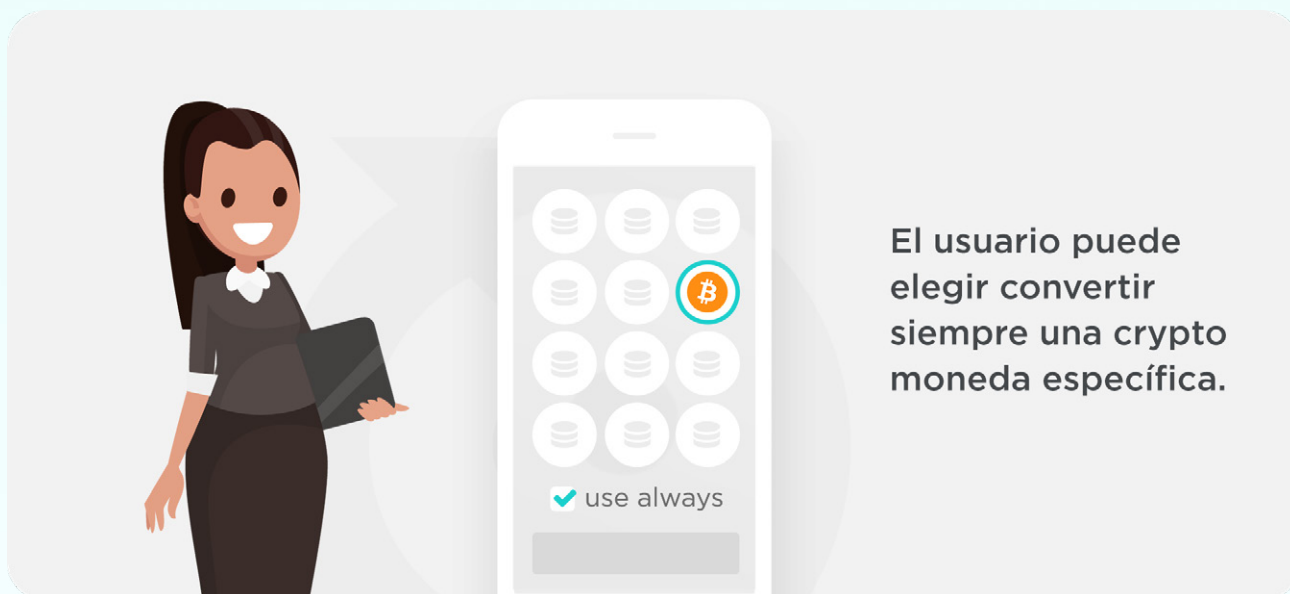 use always
El usuario puede
elegir convertir
siempre una crypto
moneda específica.